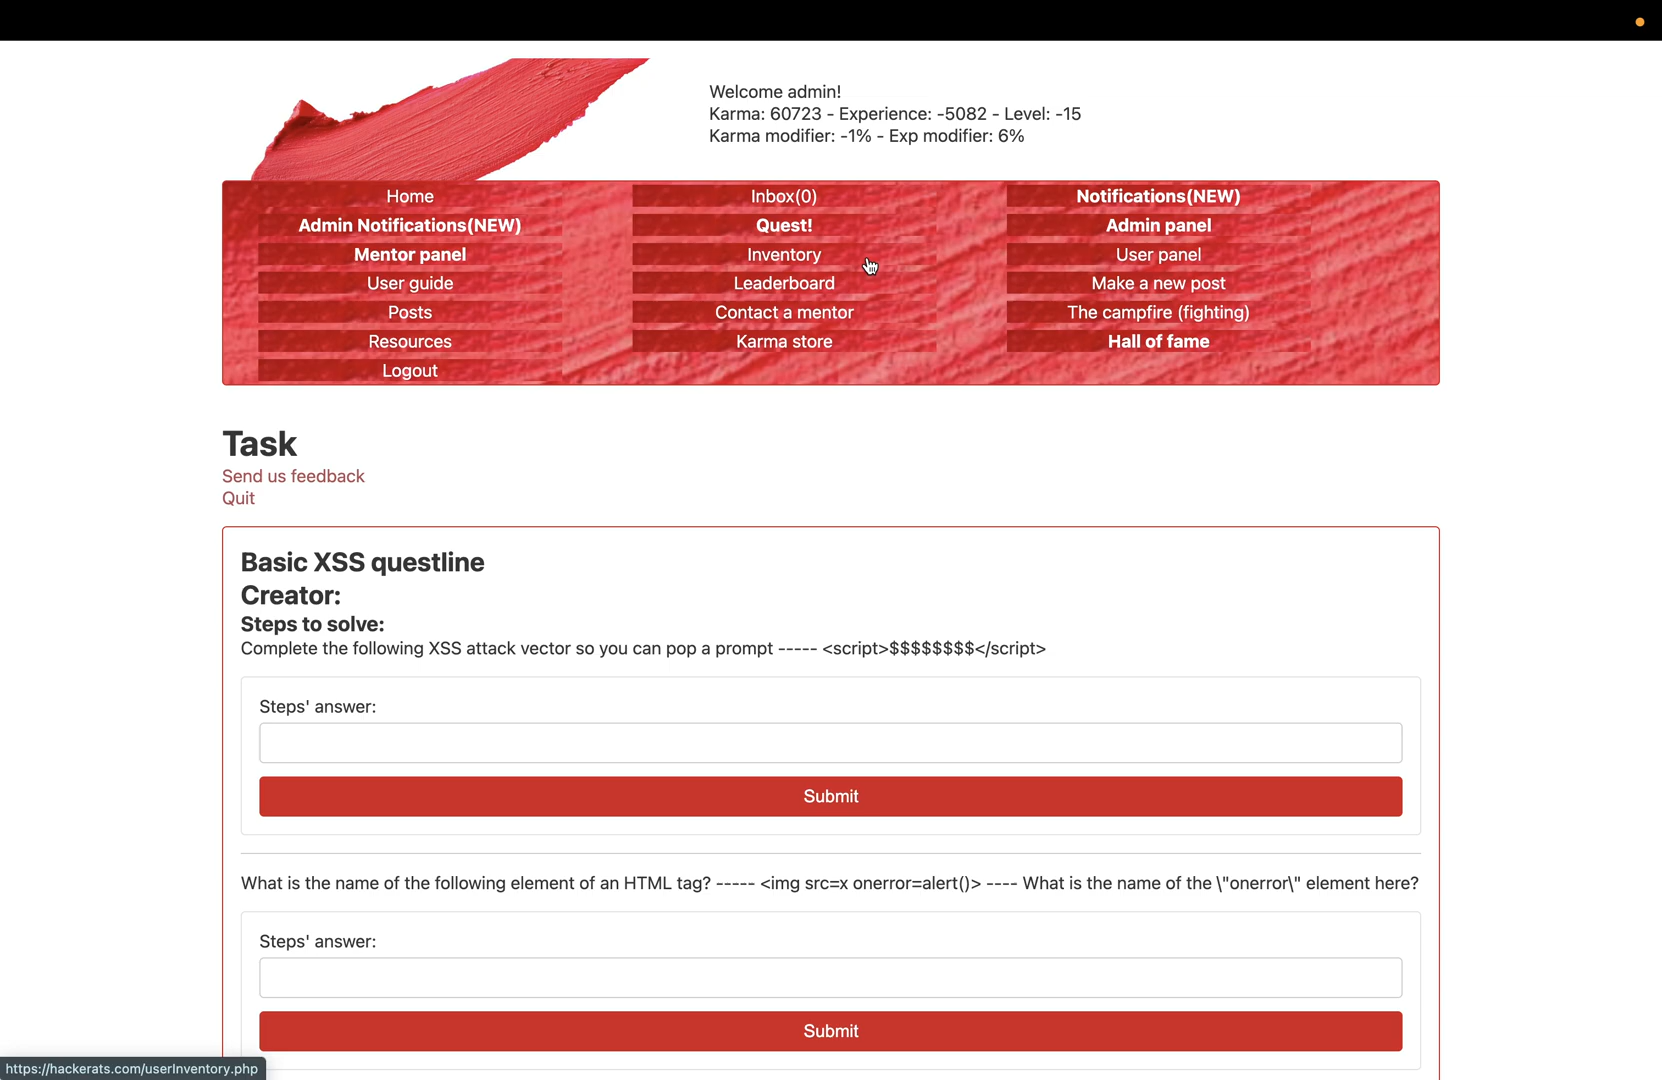 Welcome admin!
Karma: 60723 - Experience: -5082 - Level: -15
Karma modifier: -1% - Exp modifier: 6%
Home
Inbox(0)
Notifications(NEW)
Admin Notifications(NEW)
Quest!
Admin panel
Mentor panel
Inventory
User panel
User guide
Leaderboard
Make a new post
Posts
Contact a mentor
The campfire (fighting)
Resources
Karma store
Hall of fame
Logout
Task
Send us feedback
Quit
Basic XSS questline
Creator:
Steps to solve:
Complete the following XSS attack vector so you can pop a prompt ----- <script>$$$$$$$$</script>
Steps' answer:
Submit
What is the name of the following element of an HTML tag? ----- <img src=x onerror=alert()> ---- What is the name of the \"onerror\" element here?
Steps' answer:
Submit
https://hackerats.com/userInventory.php